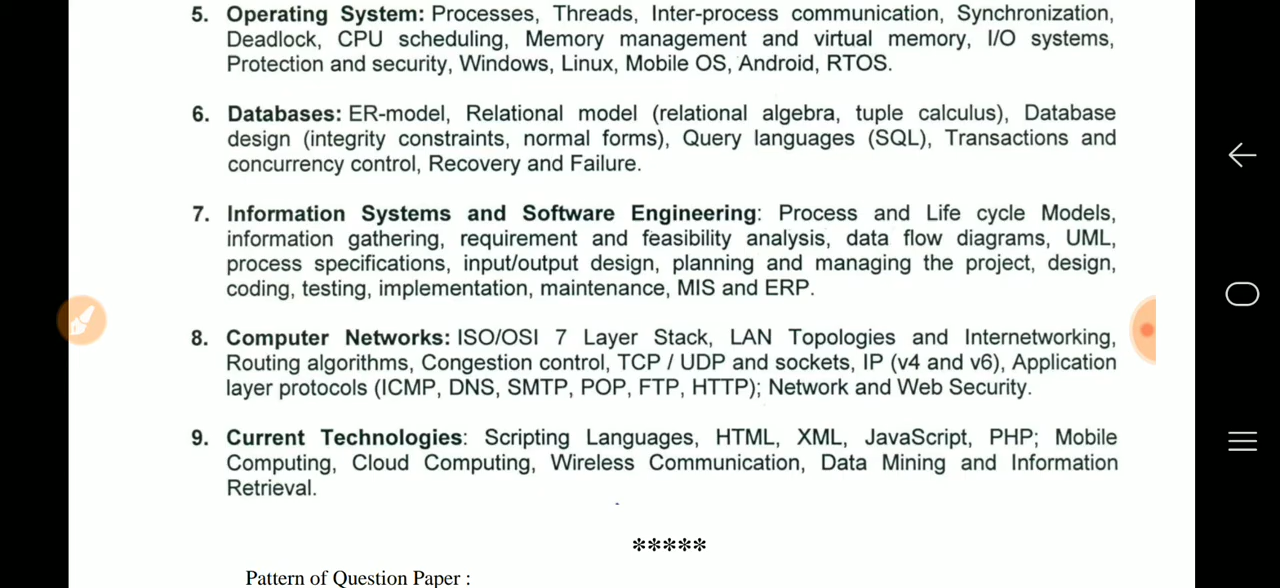 5. Operating System: Processes, Threads, Inter-process communication, Synchronization,
Deadlock, CPU scheduling, Memory management and virtual memory, I/O systems,
Protection and security, Windows, Linux, Mobile OS, Android, RTOS.
6. Databases: ER-model, Relational model (relational algebra, tuple calculus), Database
design (integrity constraints, normal forms), Query languages (SQL), Transactions and
concurrency control, Recovery and Failure.
7. Information Systems and Software Engineering: Process and Life cycle Models,
information gathering, requirement and feasibility analysis, data flow diagrams, UML,
process specifications, input/output design, planning and managing the project, design,
coding, testing, implementation, maintenance, MIS and ERP.
8. Computer Networks: ISO/OSI 7 Layer Stack, LAN Topologies and Internetworking,
Routing algorithms, Congestion control, TCP / UDP and sockets, IP (v4 and v6), Application
layer protocols (ICMP, DNS, SMTP, POP, FTP, HTTP); Network and Web Security.
9. Current Technologies: Scripting Languages, HTML, XML, JavaScript, PHP; Mobile
Computing, Cloud Computing, Wireless Communication, Data Mining and Information
Retrieval.
*****
Pattern of Question Paper :